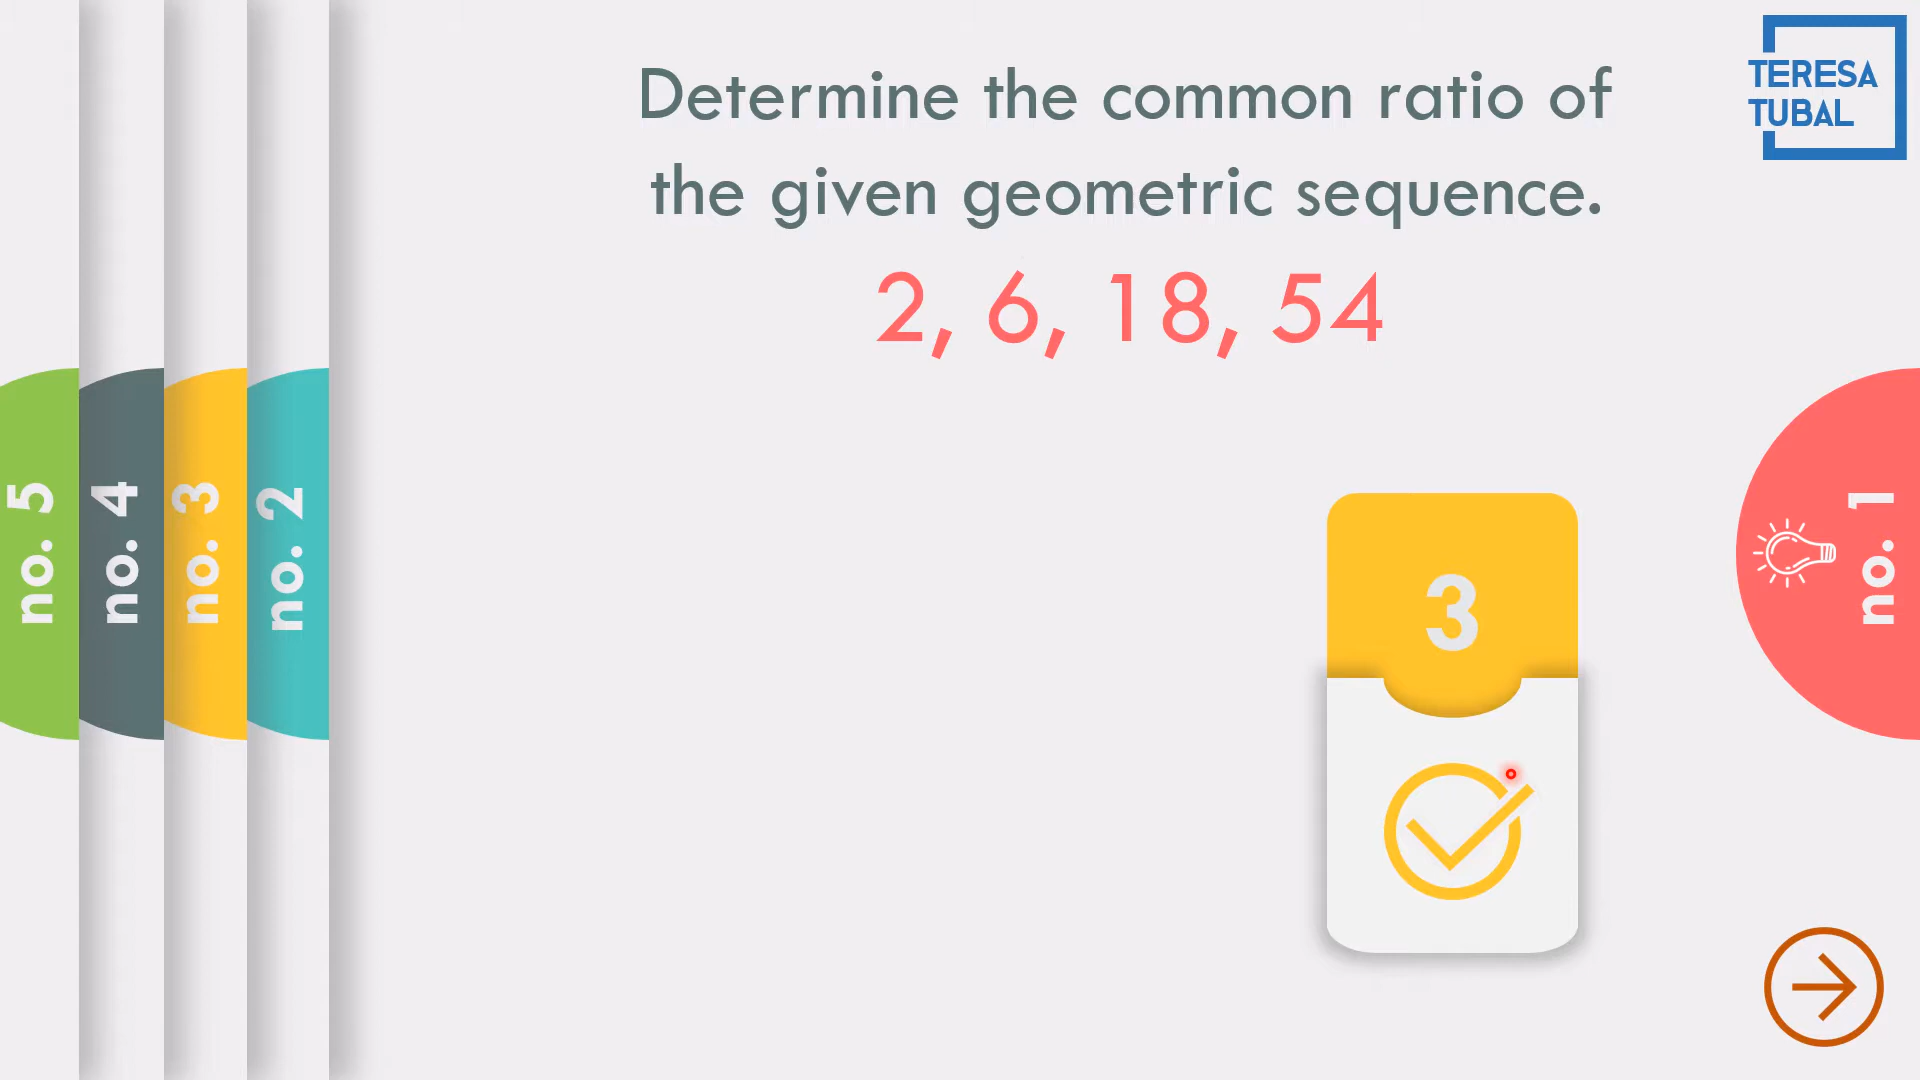 Determine the common ratio of
the given geometric sequence.
2, 6, 18, 54
TERESA
TUBAL
no. 5
no. 4
no. 3
no. 2
3
no. 1